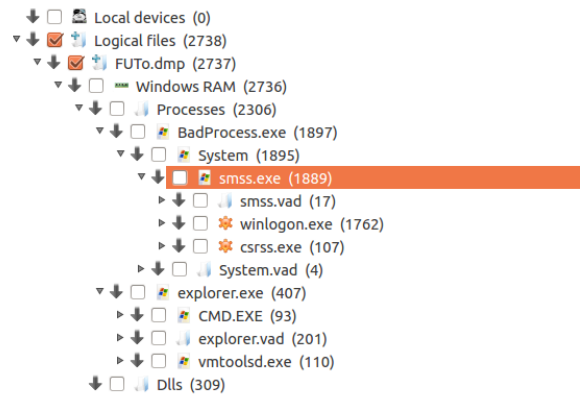 Local devices (0)
Logical files (2738)
FUTo.dmp (2737)
Windows RAM (2736)
Processes (2306)
BadProcess.exe (1897)
System (1895)
smss.exe (1889)
smss.vad (17)
winlogon.exe (1762)
csrss.exe (107)
System.vad (4)
explorer.exe (407)
CMD.EXE (93)
explorer.vad (201)
vmtoolsd.exe (110)
Dlls (309)